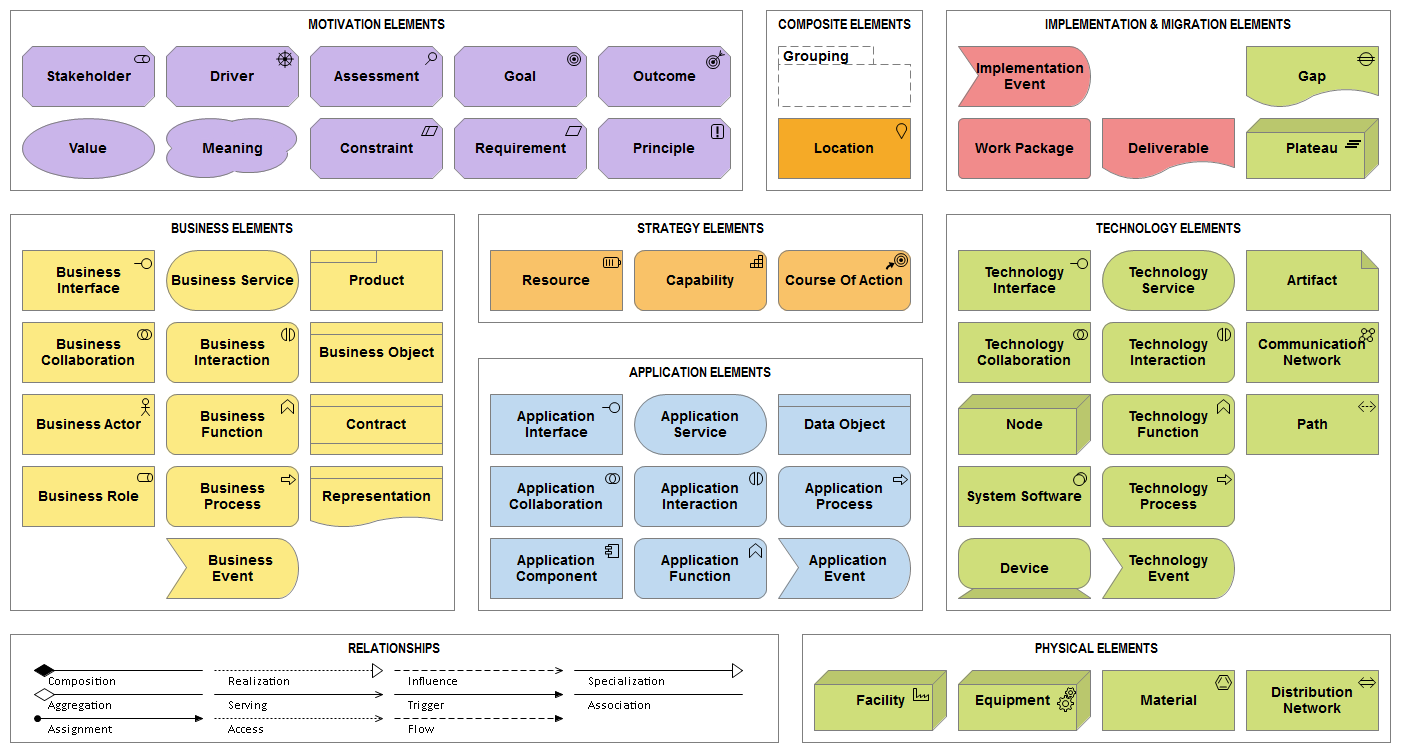 MOTIVATION ELEMENTS
Stakeholder
Driver
Assessment
Goal
Outcome
Value
Meaning
Constraint
Requirement
Principle
COMPOSITE ELEMENTS
Grouping
Location
IMPLEMENTATION & MIGRATION ELEMENTS
Implementation
Event
Gap
Work Package
Deliverable
Plateau
BUSINESS ELEMENTS
Business
Interface
Business Service
Product
Business
Collaboration
Business
Interaction
Business Object
Business Actor
Business
Function
Contract
Business Role
Business
Process
Representation
Business
Event
STRATEGY ELEMENTS
Resource
Capability
Course Of Action
APPLICATION ELEMENTS
Application
Interface
Application
Service
Data Object
Application
Collaboration
Application
Interaction
Application
Process
Application
Component
Application
Function
Application
Event
TECHNOLOGY ELEMENTS
Technology
Interface
Technology
Service
Artifact
Technology
Collaboration
Technology
Interaction
Communication
Network
Node
Technology
Function
Path
System Software
Technology
Process
Device
Technology
Event
RELATIONSHIPS
Composition
Realization
Influence
Specialization
Aggregation
Serving
Trigger
Association
Assignment
Access
Flow
PHYSICAL ELEMENTS
Facility
Equipment
Material
Distribution
Network